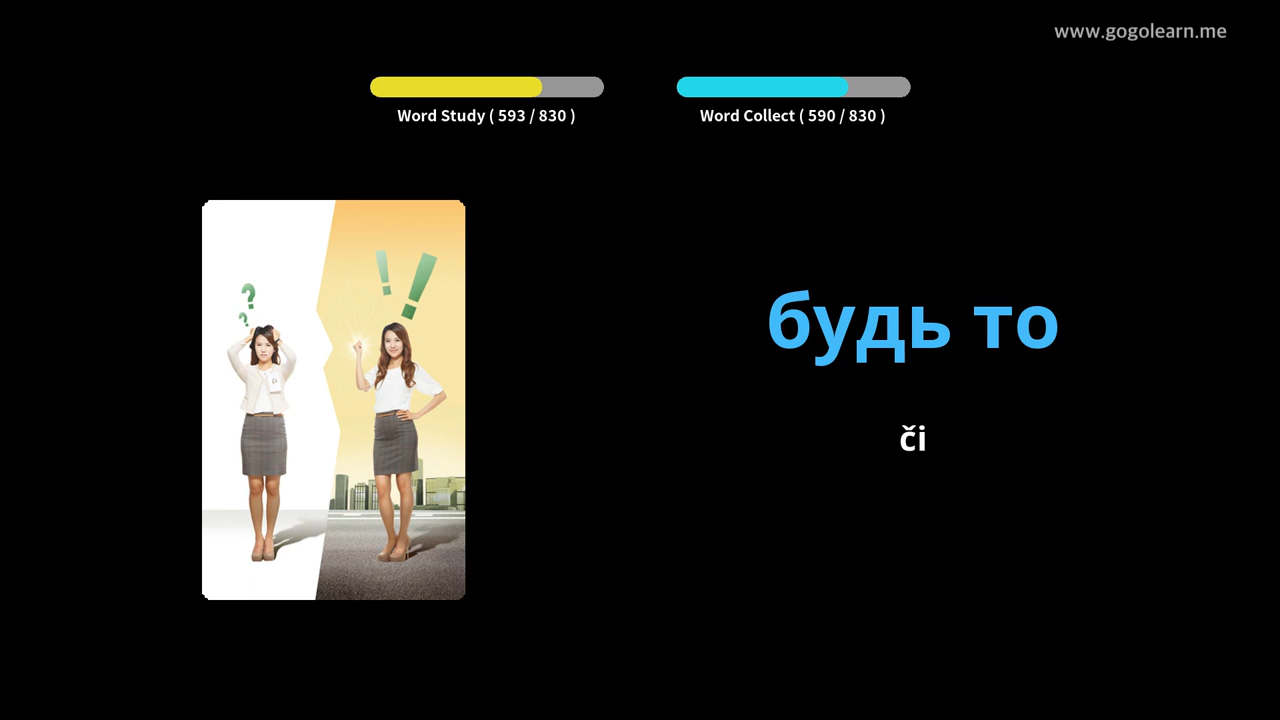 www.gogolearn.me
Word Study ( 593 / 830 )
Word Collect ( 590 / 830 )
? ? ! !
будь то
či